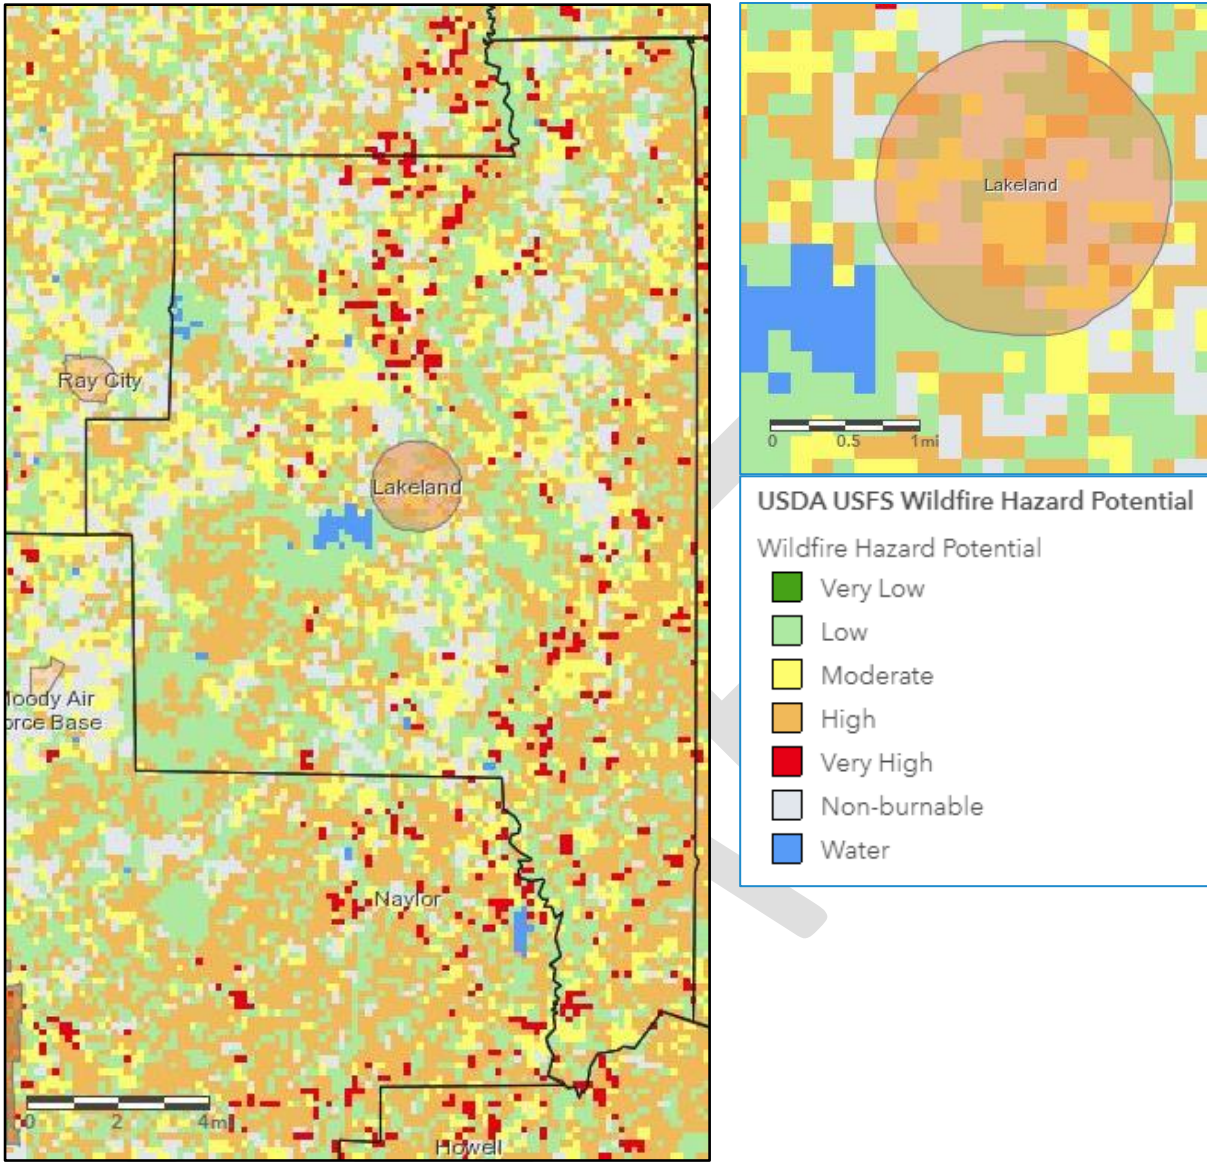 Ray City
Lakeland
Moody Air
Force Base
Naylor
0 2 4mi
Howell
Lakeland
0 0.5 1mi
USDA USFS Wildfire Hazard Potential
Wildfire Hazard Potential
Very Low
Low
Moderate
High
Very High
Non-burnable
Water